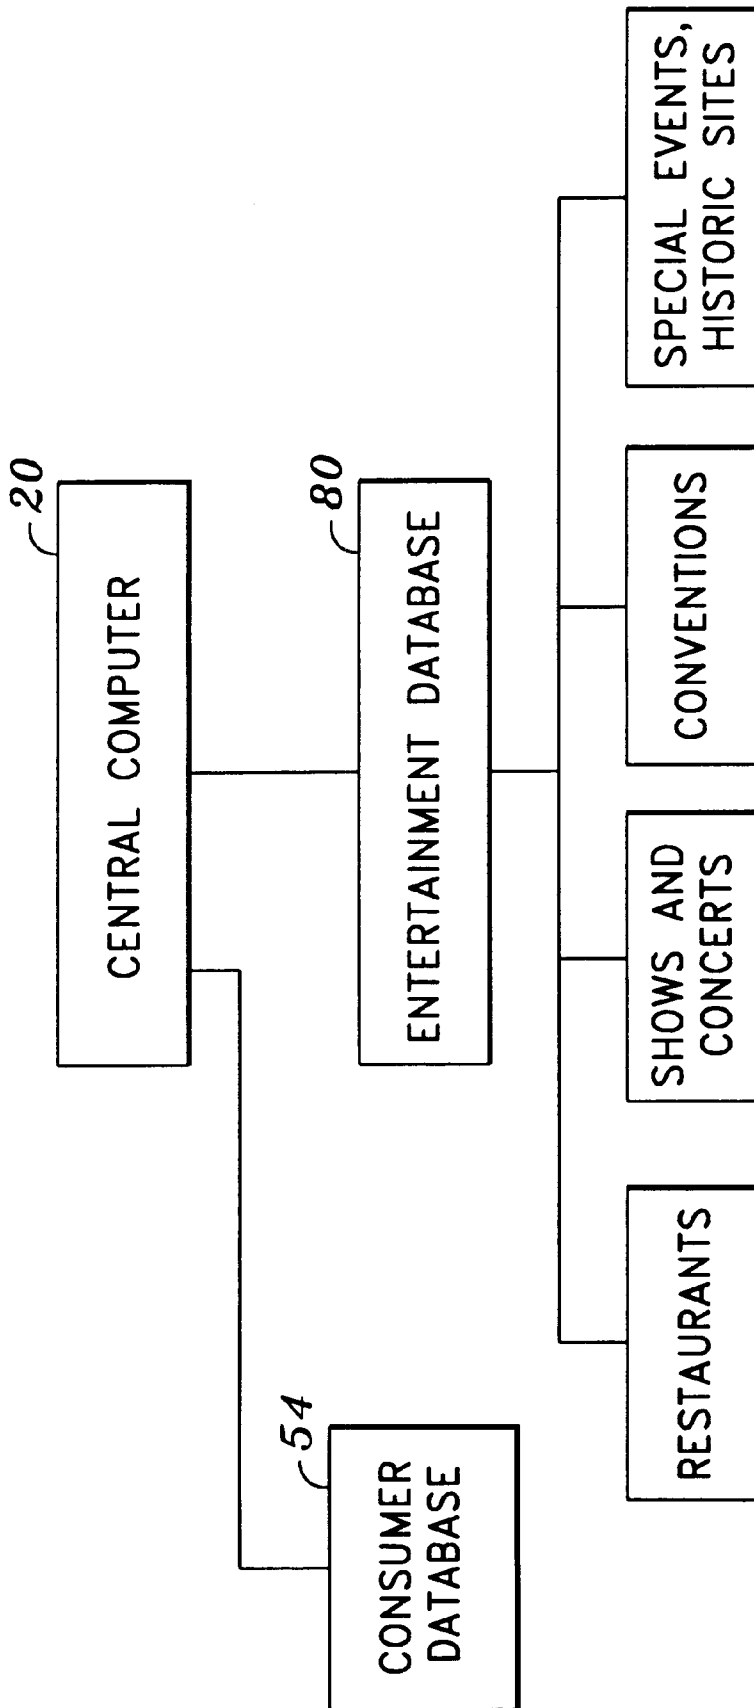 20
CENTRAL COMPUTER
54
CONSUMER
DATABASE
80
ENTERTAINMENT DATABASE
RESTAURANTS
SHOWS AND
CONCERTS
CONVENTIONS
SPECIAL EVENTS,
HISTORIC SITES